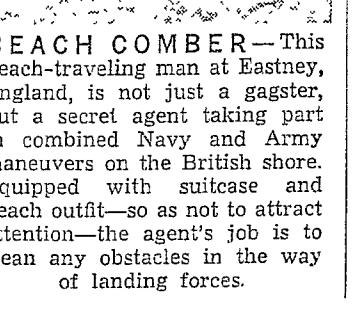 EACH COMBER—This
each-traveling man at Eastney,
ngland, is not just a gagster,
ut a secret agent taking part
n combined Navy and Army
aneuvers on the British shore.
quipped with suitcase and
each outfit—so as not to attract
ttention—the agent's job is to
ean any obstacles in the way
of landing forces.